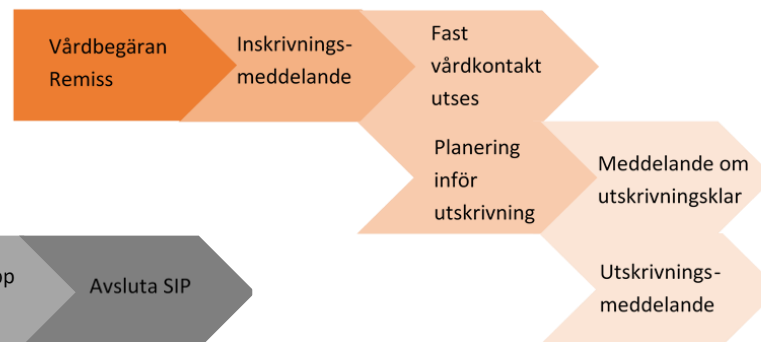 Vårdbegäran
Remiss
Inskrivnings-
meddelande
Fast
vårdkontakt
utses
Planering
inför
utskrivning
Meddelande om
utskrivningsklar
Avsluta SIP
Utskrivnings-
meddelande